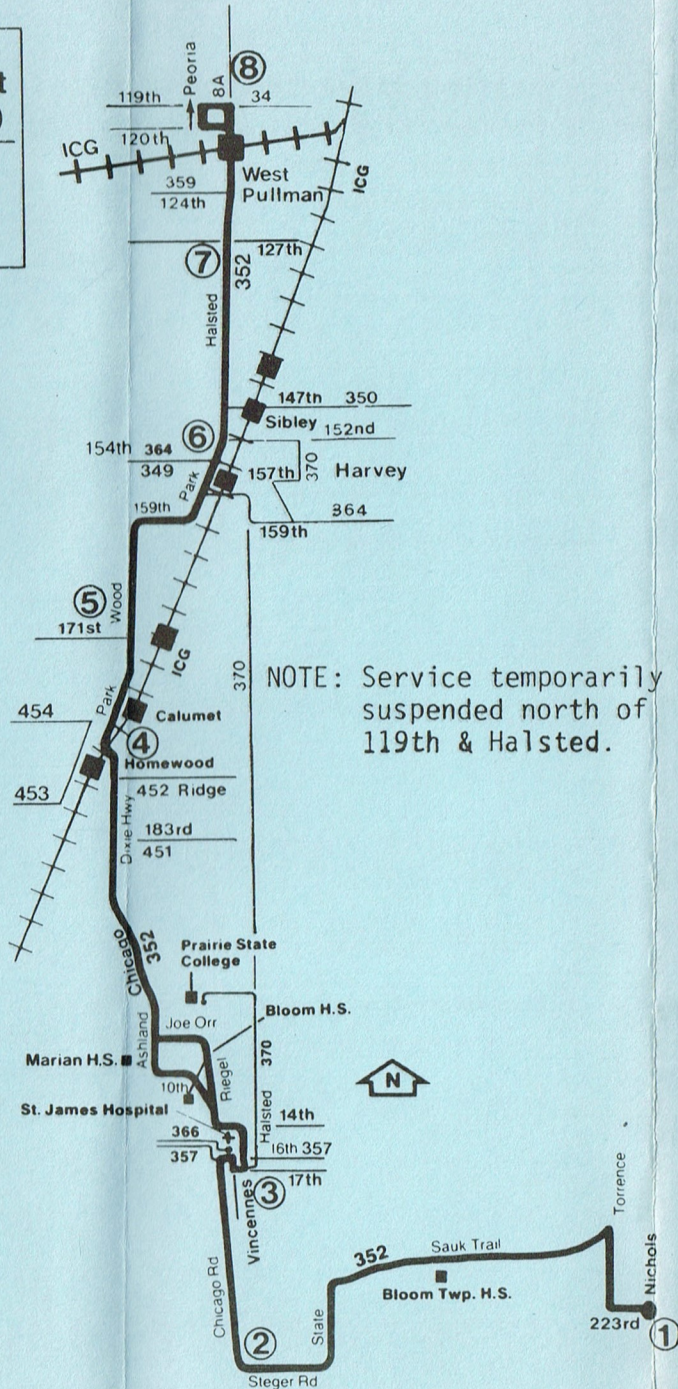 t
)
Peoria
8A
8
119th
34
120th
ICG
ICG
West
Pullman
359
124th
127th
7
352
Halsted
147th 350
Sibley
152nd
6
154th 364
349
Park
157th
370
Harvey
159th
364
159th
5
Wood
171st
ICG
370
NOTE: Service temporarily
suspended north of
119th & Halsted.
Park
454
Calumet
4
Homewood
453
452 Ridge
Dixie Hwy
183rd
451
Chicago
352
Prairie State
College
Joe Orr
Bloom H.S.
Ashland
Marian H.S.
Riegel
370
N
10th
St. James Hospital
Halsted
14th
366
16th 357
357
17th
3
Vincennes
Torrence
Nichols
352
Sauk Trail
Chicago Rd
Bloom Twp. H.S.
State
223rd
1
2
Steger Rd